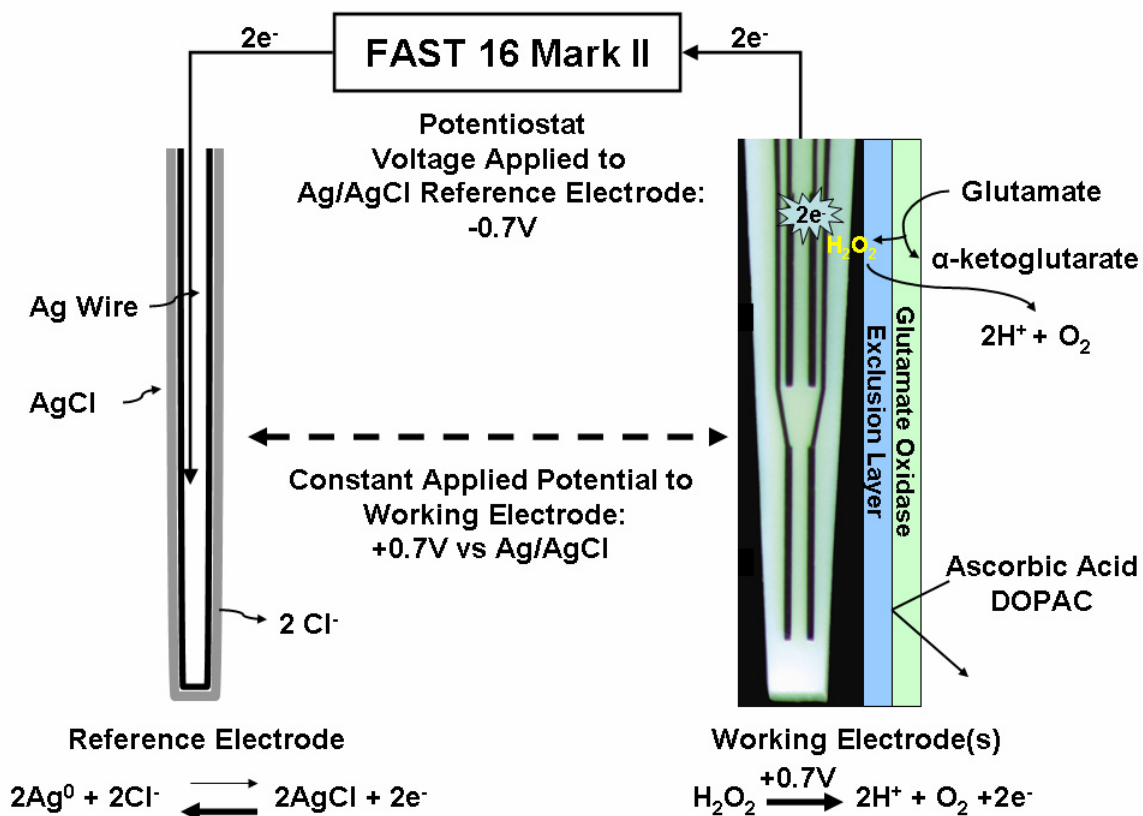 2e⁻
FAST 16 Mark II
2e⁻
Potentiostat
Voltage Applied to
Ag/AgCl Reference Electrode:
-0.7V
Ag Wire
AgCl
2 Cl⁻
Constant Applied Potential to
Working Electrode:
+0.7V vs Ag/AgCl
2e⁻
H₂O₂
Glutamate
α-ketoglutarate
2H⁺ + O₂
Exclusion Layer
Glutamate Oxidase
Ascorbic Acid
DOPAC
Reference Electrode
2Ag⁰ + 2Cl⁻ 2AgCl + 2e⁻
Working Electrode(s)
+0.7V
H₂O₂ 2H⁺ + O₂ +2e⁻